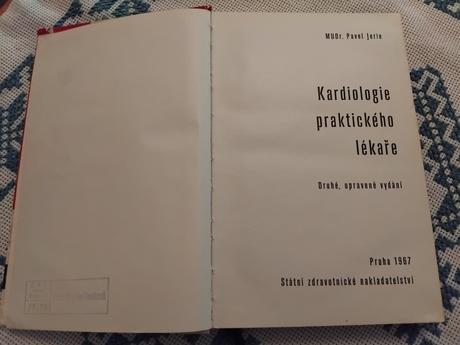 MUDr. Pavel Jerie
Kardiologie
praktického
lékaře
Druhé, opravené vydání
Praha 1967
Státní zdravotnické nakladatelství